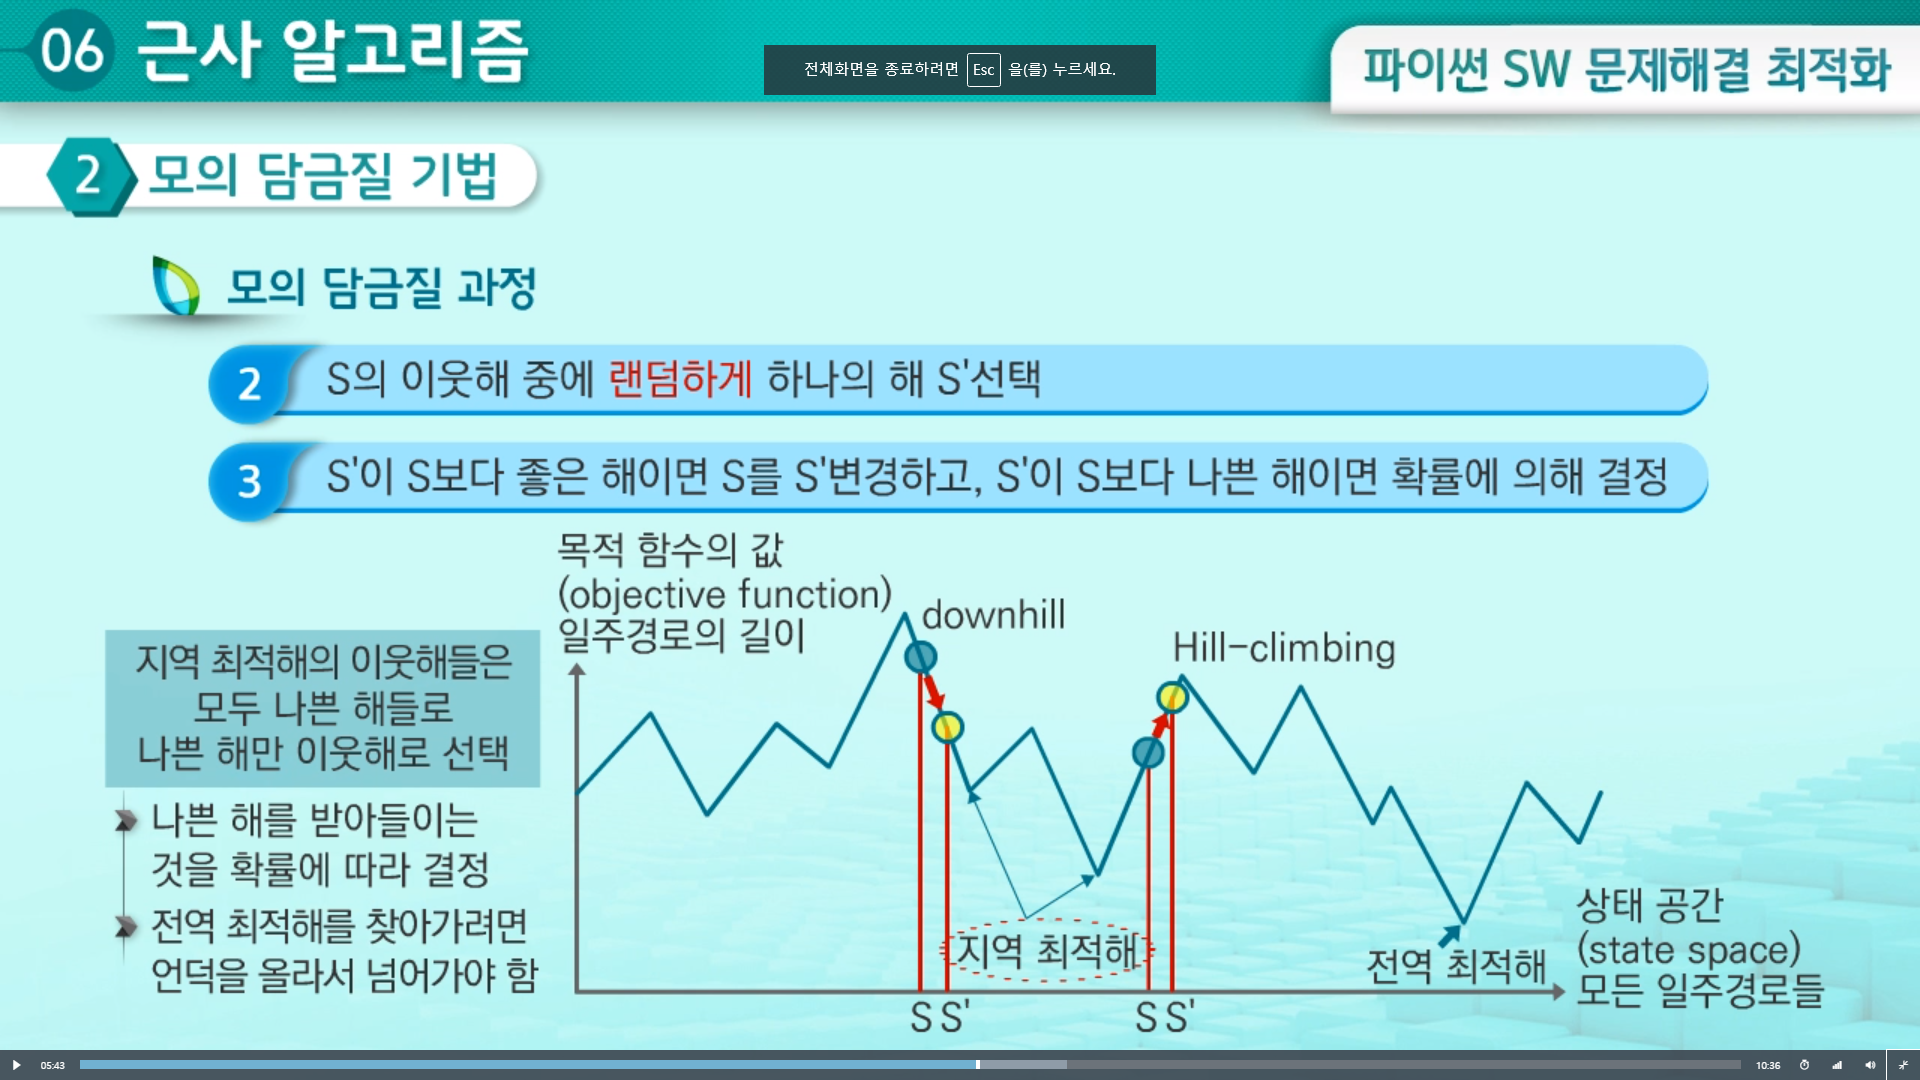 06 근사 알고리즘
전체화면을 종료하려면 Esc 을(를) 누르세요.
파이썬 SW 문제해결 최적화
2 모의 담금질 기법
모의 담금질 과정
2 S의 이웃해 중에 랜덤하게 하나의 해 S'선택
3 S'이 S보다 좋은 해이면 S를 S'변경하고, S'이 S보다 나쁜 해이면 확률에 의해 결정
지역 최적해의 이웃해들은
모두 나쁜 해들로
나쁜 해만 이웃해로 선택
나쁜 해를 받아들이는
것을 확률에 따라 결정
전역 최적해를 찾아가려면
언덕을 올라서 넘어가야 함
목적 함수의 값
(objective function)
일주경로의 길이
downhill
Hill-climbing
지역 최적해
전역 최적해
상태 공간
(state space)
모든 일주경로들
S S'
S S'
05:43
10:36